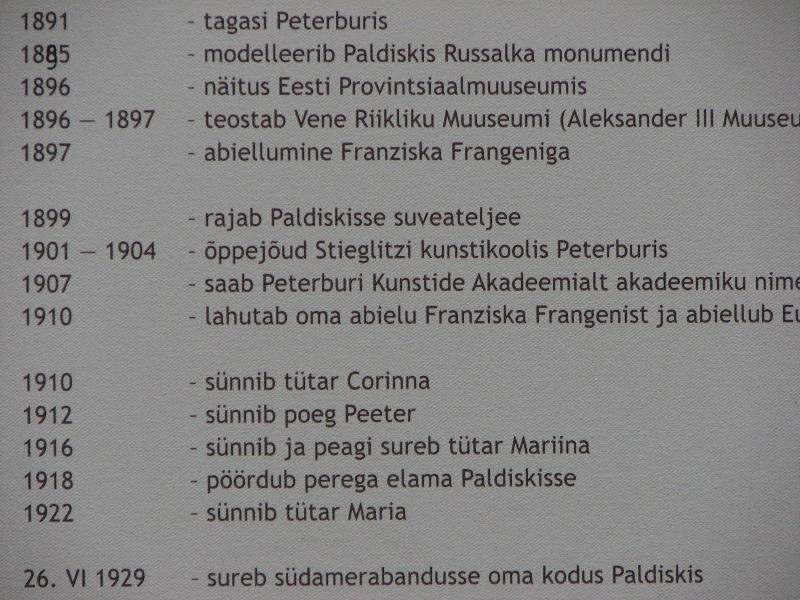 1891 - tagasi Peterburis
1895 - modelleerib Paldiskis Russalka monumendi
1896 - näitus Eesti Provintsiaalmuuseumis
1896 – 1897 - teostab Vene Riikliku Muuseumi (Aleksander III Muuseu
1897 - abiellumine Franziska Frangeniga
1899 - rajab Paldiskisse suveateljee
1901 – 1904 - õppejõud Stieglitzi kunstikoolis Peterburis
1907 - saab Peterburi Kunstide Akadeemialt akadeemiku nime
1910 - lahutab oma abielu Franziska Frangenist ja abiellub Eu
1910 - sünnib tütar Corinna
1912 - sünnib poeg Peeter
1916 - sünnib ja peagi sureb tütar Mariina
1918 - pöördub perega elama Paldiskisse
1922 - sünnib tütar Maria
26. VI 1929 - sureb südamerabandusse oma kodus Paldiskis